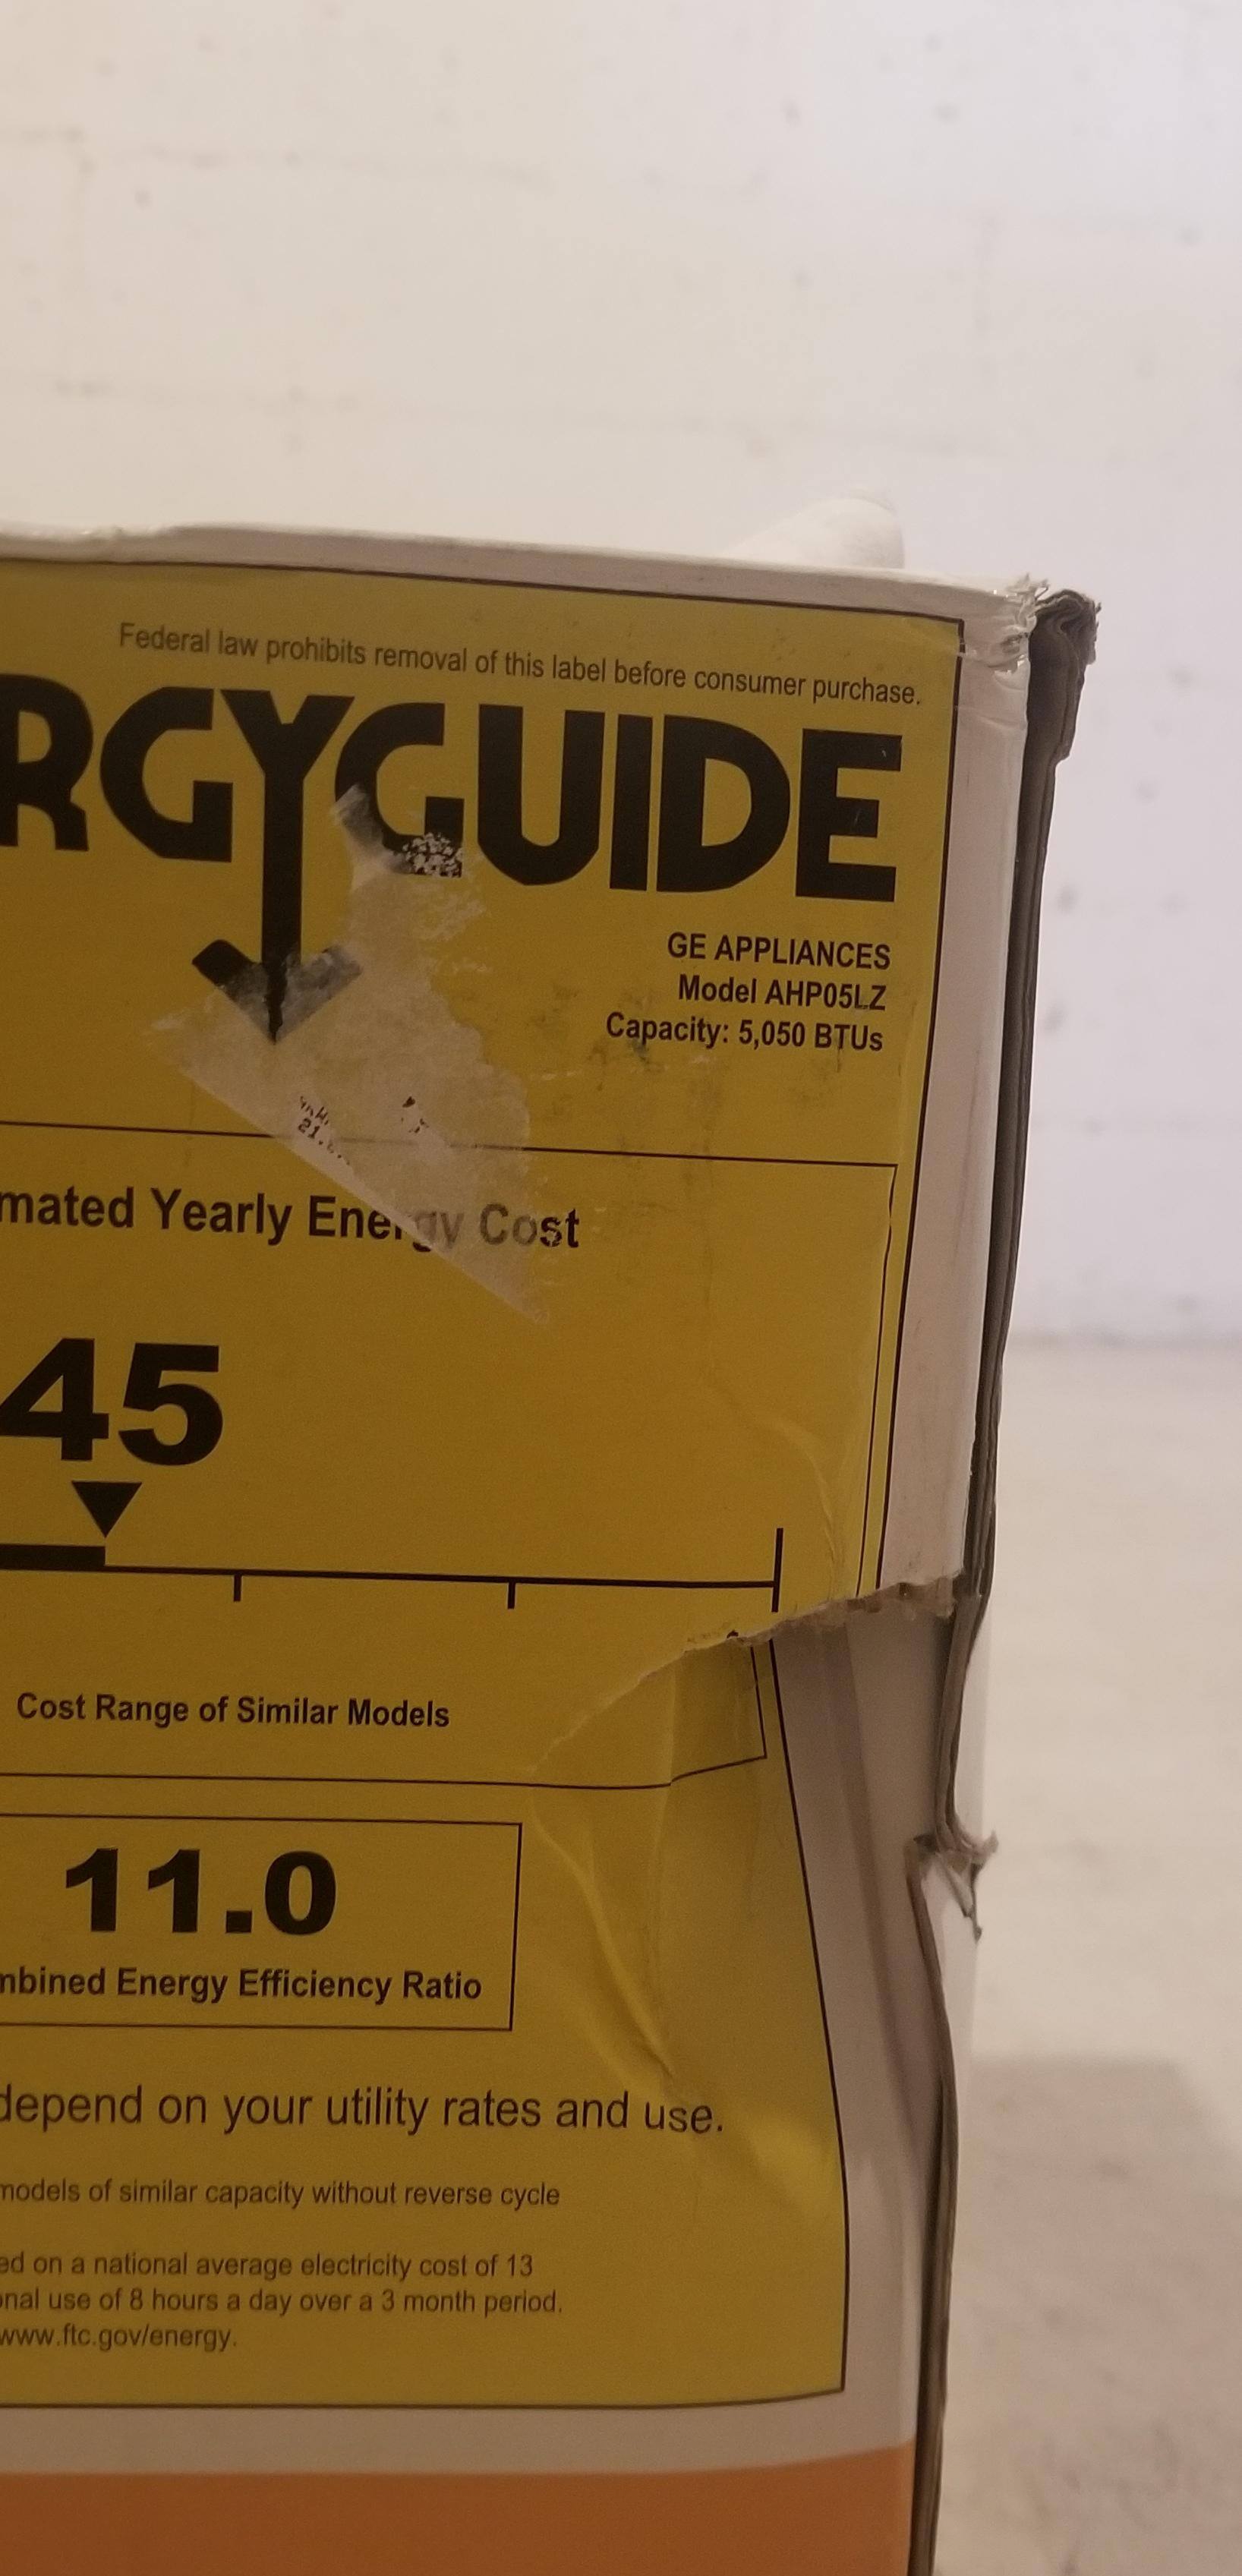 Federal law prohibits removal of this label before consumer purchase.
RGYGUIDE
GE APPLIANCES
Model AHP05LZ
Capacity: 5,050 BTUs
mated Yearly Energy Cost
45
Cost Range of Similar Models
11.0
mbined Energy Efficiency Ratio
depend on your utility rates and use.
models of similar capacity without reverse cycle
ed on a national average electricity cost of 13
onal use of 8 hours a day over a 3 month period.
www.ftc.gov/energy.